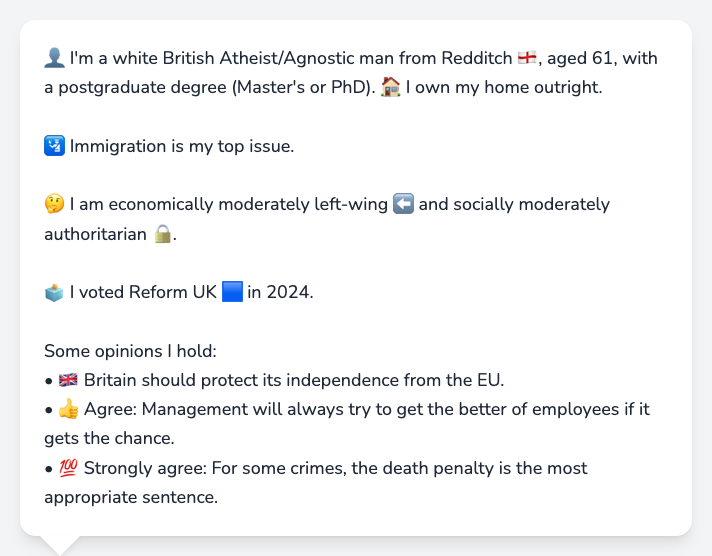 👤 I'm a white British Atheist/Agnostic man from Redditch 🏴󠁧󠁢󠁥󠁮󠁧󠁿, aged 61, with
a postgraduate degree (Master's or PhD). 🏠 I own my home outright.
🛂 Immigration is my top issue.
🤔 I am economically moderately left-wing ⬅️ and socially moderately
authoritarian 🔒.
🗳️ I voted Reform UK 🟦 in 2024.
Some opinions I hold:
• 🇬🇧 Britain should protect its independence from the EU.
• 👍 Agree: Management will always try to get the better of employees if it
gets the chance.
• 💯 Strongly agree: For some crimes, the death penalty is the most
appropriate sentence.